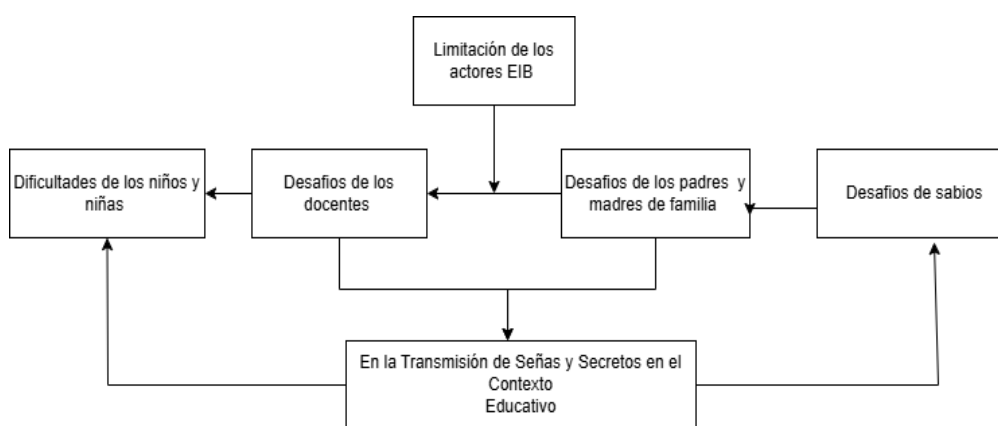 Limitación de los
actores EIB
Dificultades de los niños y
niñas
Desafios de los
docentes
Desafios de los padres y
madres de familia
Desafios de sabios
En la Transmisión de Señas y Secretos en el
Contexto
Educativo